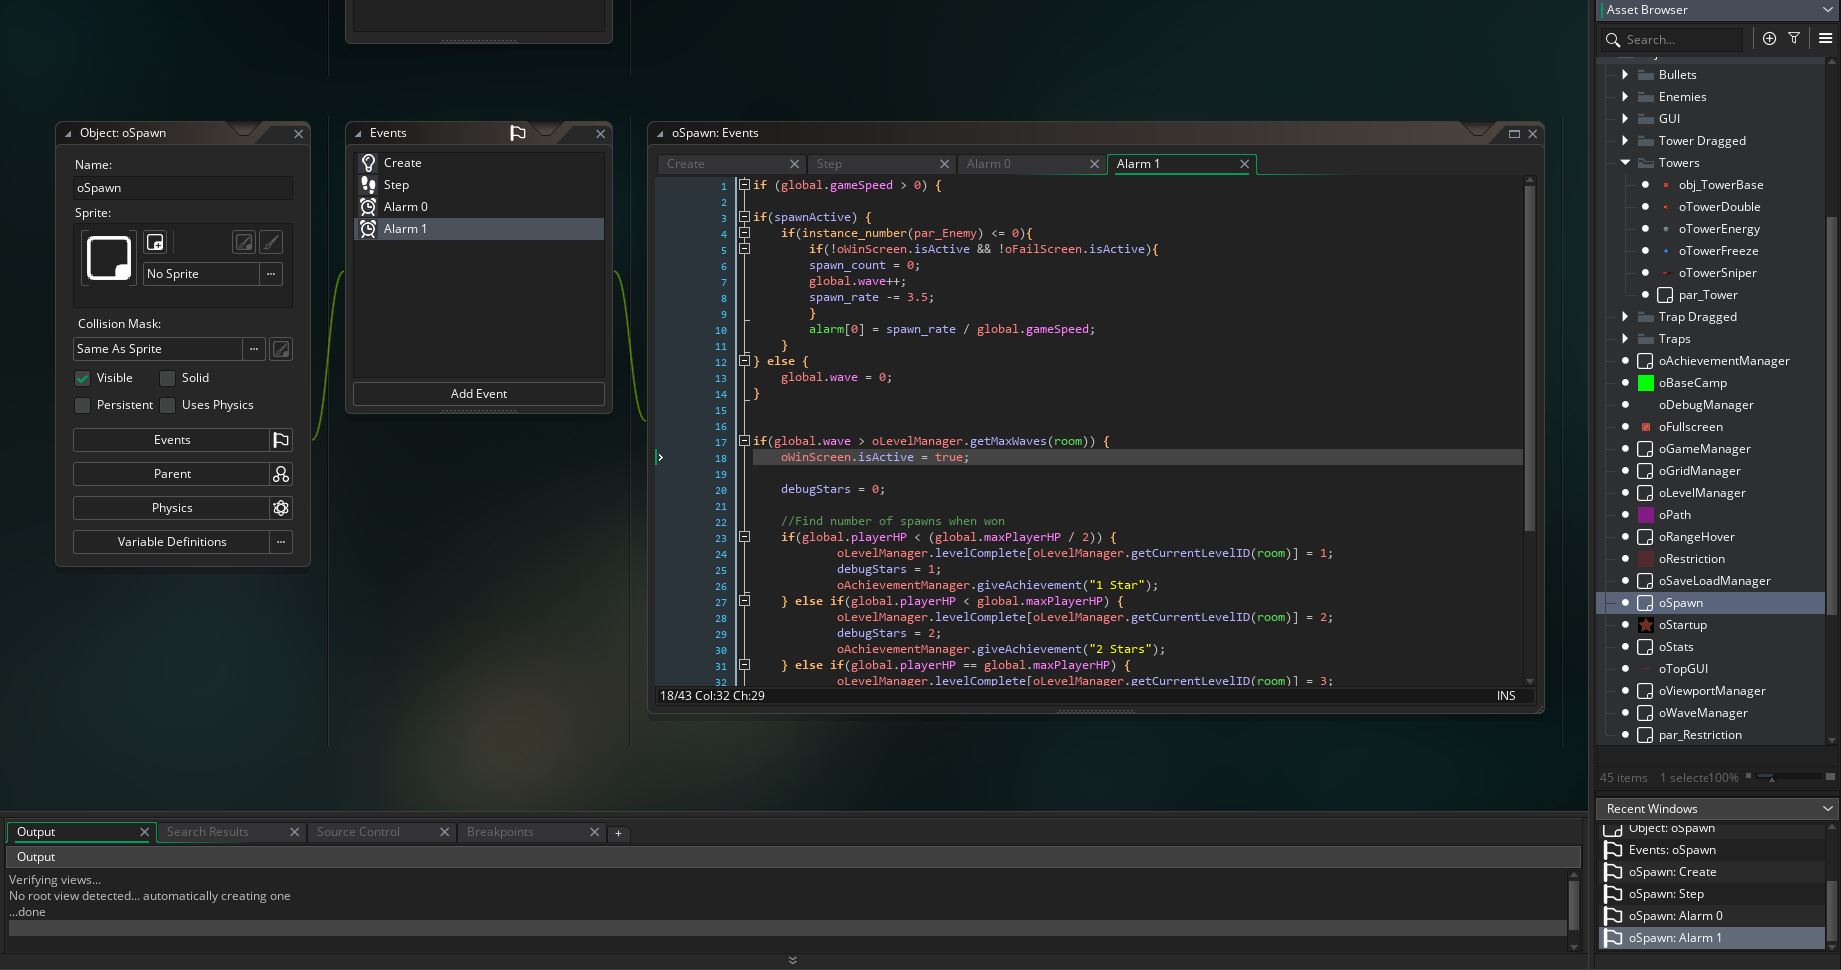 Object: oSpawn
Name:
oSpawn
Sprite:
No Sprite
...
Collision Mask:
Same As Sprite
...
Visible
Solid
Persistent
Uses Physics
Events
Parent
Physics
Variable Definitions
...
Events
Create
Step
Alarm 0
Alarm 1
Add Event
oSpawn: Events
Create
Step
Alarm 0
Alarm 1
1 if (global.gameSpeed > 0) {
2
3 if(spawnActive) {
4 if(instance_number(par_Enemy) <= 0){
5 if(!oWinScreen.isActive && !oFailScreen.isActive){
6 spawn_count = 0;
7 global.wave++;
8 spawn_rate -= 3.5;
9 }
10 alarm[0] = spawn_rate / global.gameSpeed;
11 }
12 } else {
13 global.wave = 0;
14 }
15
16
17 if(global.wave > oLevelManager.getMaxWaves(room)) {
18 oWinScreen.isActive = true;
19
20 debugStars = 0;
21
22 //Find number of spawns when won
23 if(global.playerHP < (global.maxPlayerHP / 2)) {
24 oLevelManager.levelComplete[oLevelManager.getCurrentLevelID(room)] = 1;
25 debugStars = 1;
26 oAchievementManager.giveAchievement("1 Star");
27 } else if(global.playerHP < global.maxPlayerHP) {
28 oLevelManager.levelComplete[oLevelManager.getCurrentLevelID(room)] = 2;
29 debugStars = 2;
30 oAchievementManager.giveAchievement("2 Stars");
31 } else if(global.playerHP == global.maxPlayerHP) {
32 oLevelManager.levelComplete[oLevelManager.getCurrentLevelID(room)] = 3;
18/43 Col:32 Ch:29
INS
Output
Search Results
Source Control
Breakpoints
+
Output
Verifying views...
No root view detected... automatically creating one
...done
Asset Browser
Search...
Bullets
Enemies
GUI
Tower Dragged
Towers
obj_TowerBase
oTowerDouble
oTowerEnergy
oTowerFreeze
oTowerSniper
par_Tower
Trap Dragged
Traps
oAchievementManager
oBaseCamp
oDebugManager
oFullscreen
oGameManager
oGridManager
oLevelManager
oPath
oRangeHover
oRestriction
oSaveLoadManager
oSpawn
oStartup
oStats
oTopGUI
oViewportManager
oWaveManager
par_Restriction
45 items 1 selecte100%
Recent Windows
Object: oSpawn
Events: oSpawn
oSpawn: Create
oSpawn: Step
oSpawn: Alarm 0
oSpawn: Alarm 1